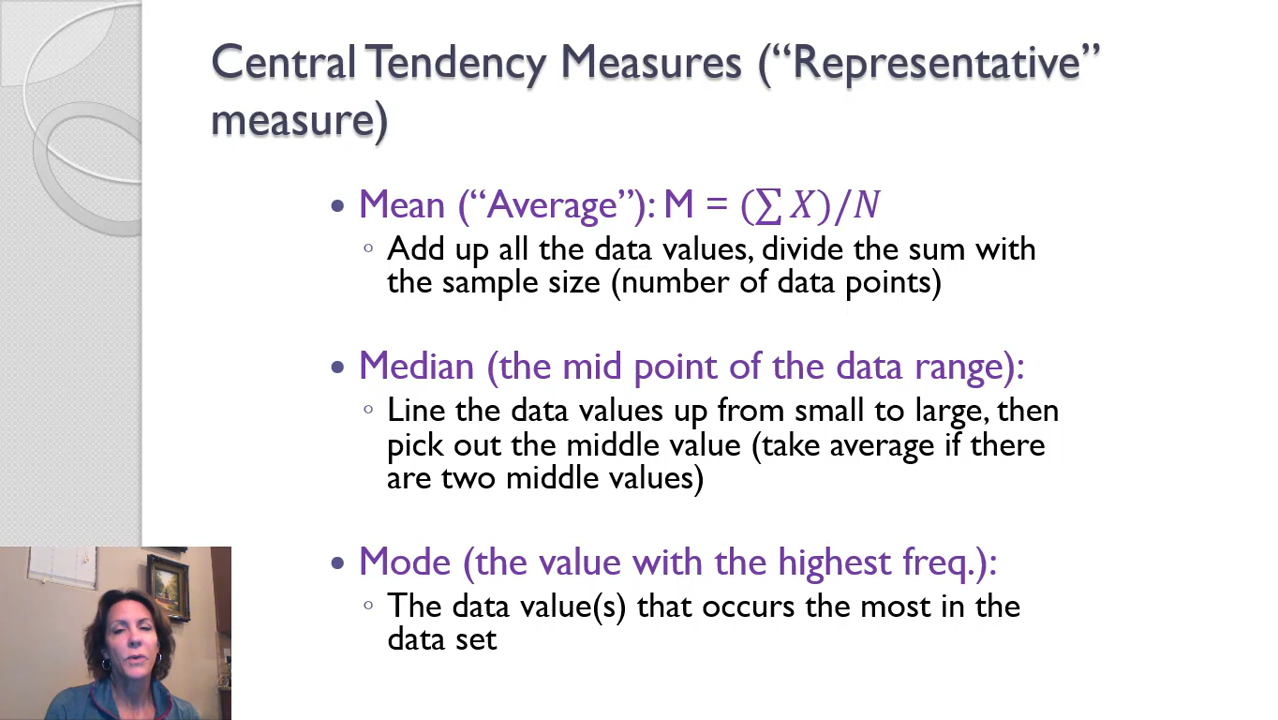 Central Tendency Measures (“Representative”
measure)
• Mean (“Average”): M = (∑ X)/N
◦ Add up all the data values, divide the sum with
the sample size (number of data points)
• Median (the mid point of the data range):
◦ Line the data values up from small to large, then
pick out the middle value (take average if there
are two middle values)
• Mode (the value with the highest freq.):
◦ The data value(s) that occurs the most in the
data set